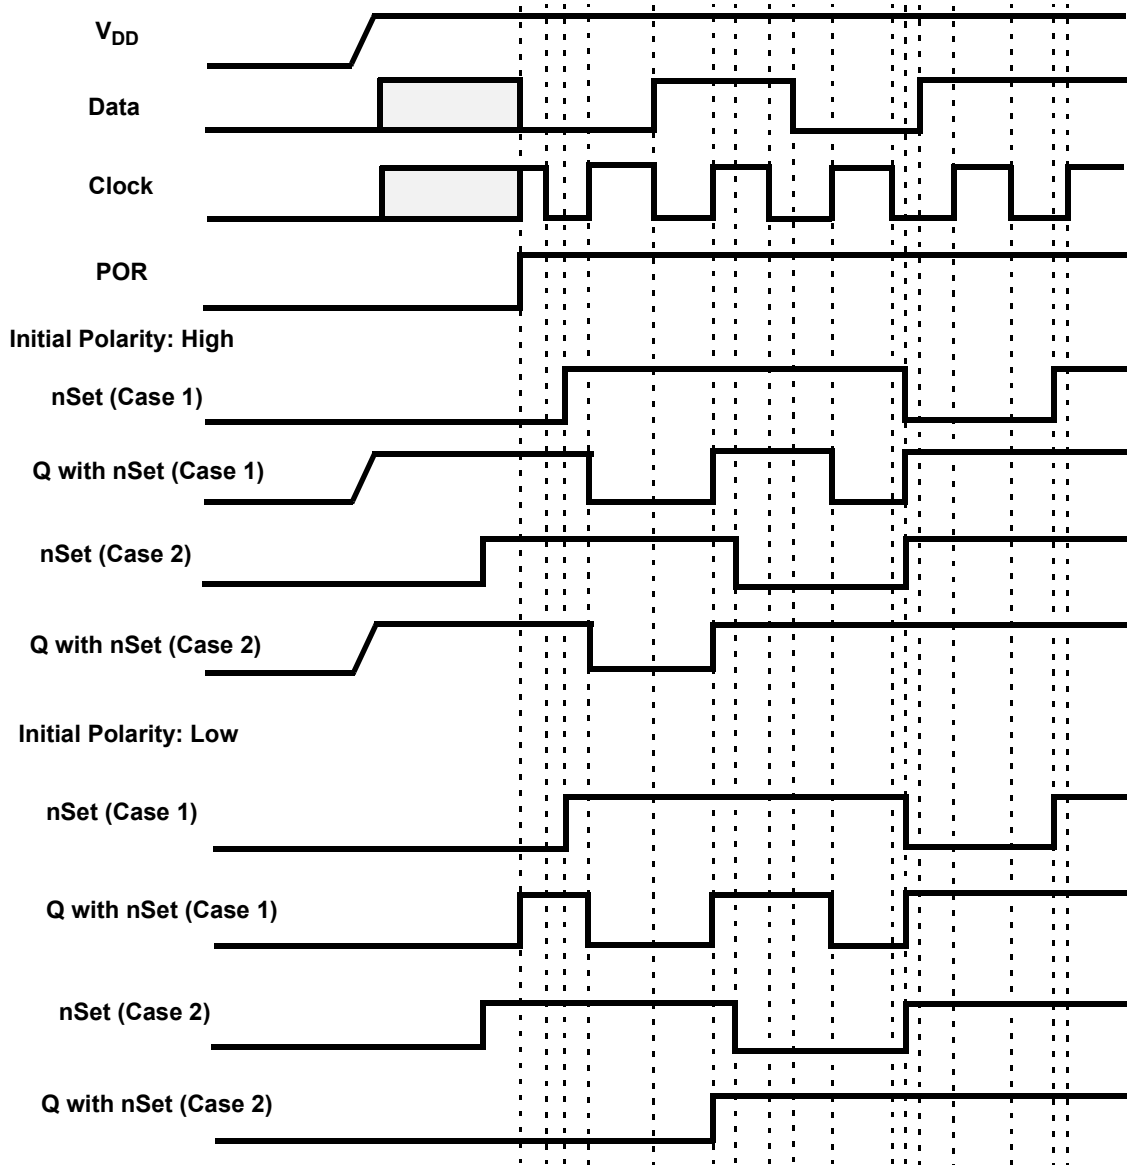 VDD
Data
Clock
POR
Initial Polarity: High
nSet (Case 1)
Q with nSet (Case 1)
nSet (Case 2)
Q with nSet (Case 2)
Initial Polarity: Low
nSet (Case 1)
Q with nSet (Case 1)
nSet (Case 2)
Q with nSet (Case 2)